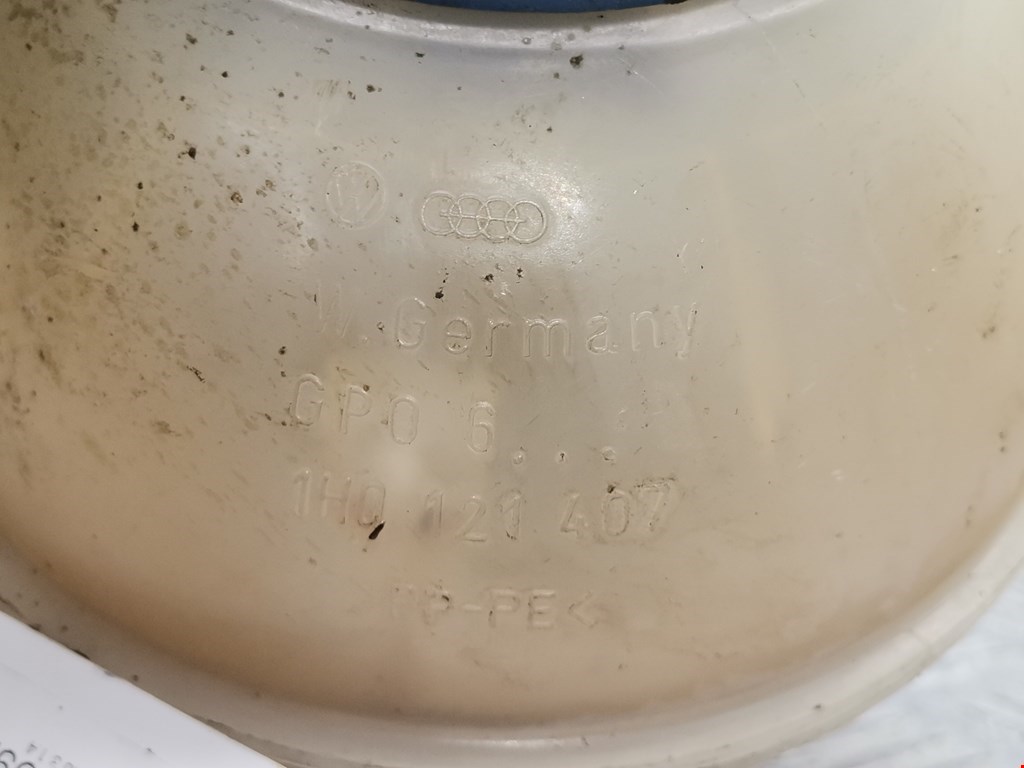 W. Germany
GPO 6...
1H0 121 407
PP-PE<